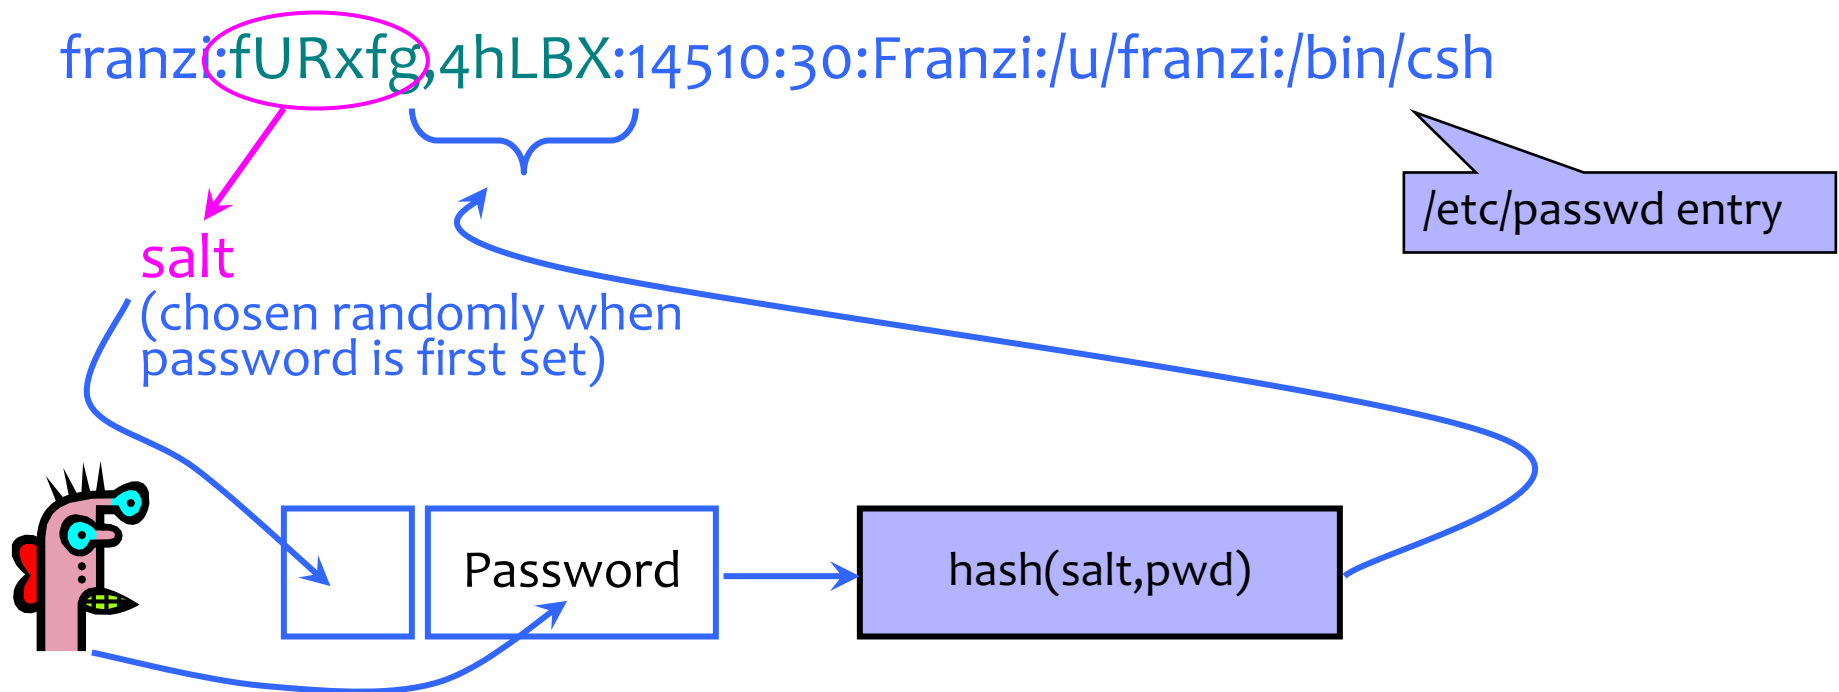 franzi:fURxfg,4hLBX:14510:30:Franzi:/u/franzi:/bin/csh
/etc/passwd entry
salt
(chosen randomly when
password is first set)
Password
hash(salt,pwd)